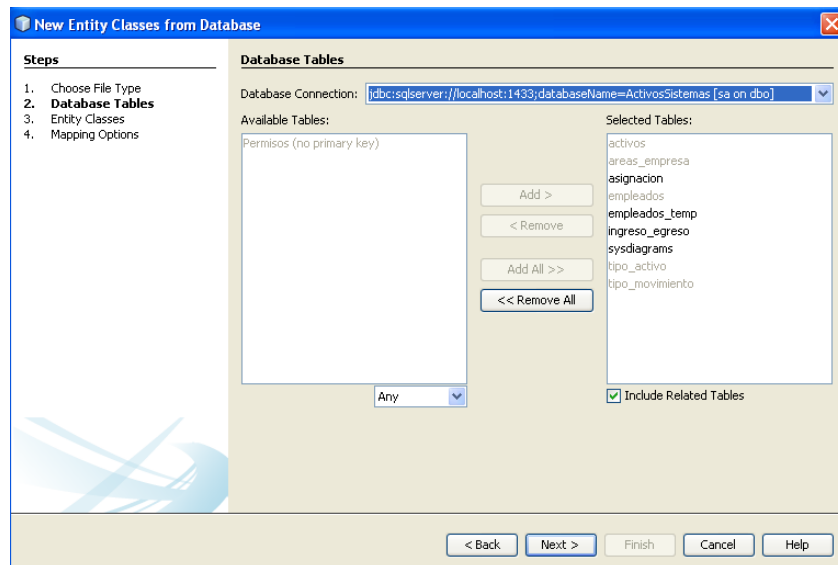 New Entity Classes from Database
Steps
1. Choose File Type
2. Database Tables
3. Entity Classes
4. Mapping Options
Database Tables
Database Connection: jdbc:sqlserver://localhost:1433;databaseName=ActivosSistemas [sa on dbo]
Available Tables:
Permisos (no primary key)
Any
Add >
< Remove
Add All >>
<< Remove All
Selected Tables:
activos
areas_empresa
asignacion
empleados
empleados_temp
ingreso_egreso
sysdiagrams
tipo_activo
tipo_movimiento
Include Related Tables
< Back Next > Finish Cancel Help